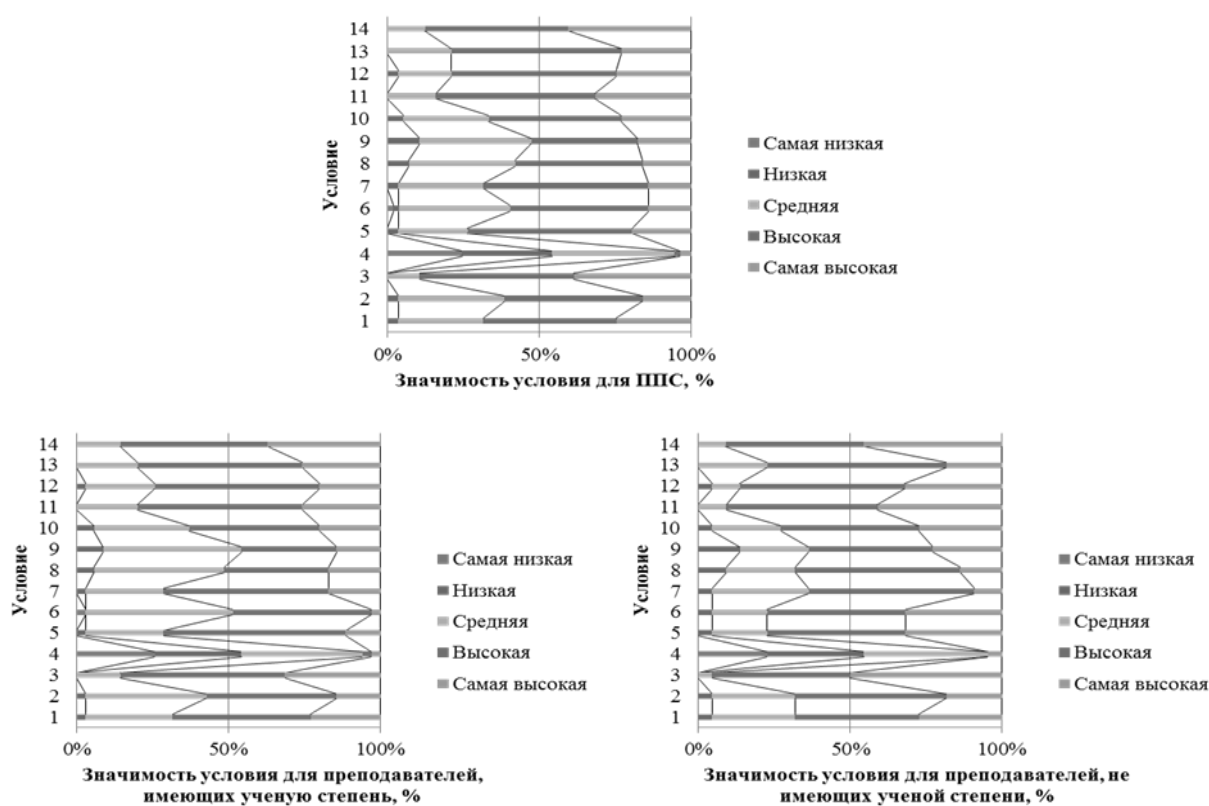 14
13
12
11
10
9
8
7
6
5
4
3
2
1
Условие
0% 50% 100%
Значимость условия для ППС, %
Самая низкая
Низкая
Средняя
Высокая
Самая высокая
14
13
12
11
10
9
8
7
6
5
4
3
2
1
Условие
0% 50% 100%
Значимость условия для преподавателей,
имеющих ученую степень, %
Самая низкая
Низкая
Средняя
Высокая
Самая высокая
14
13
12
11
10
9
8
7
6
5
4
3
2
1
Условие
0% 50% 100%
Значимость условия для преподавателей, не
имеющих ученой степени, %
Самая низкая
Низкая
Средняя
Высокая
Самая высокая